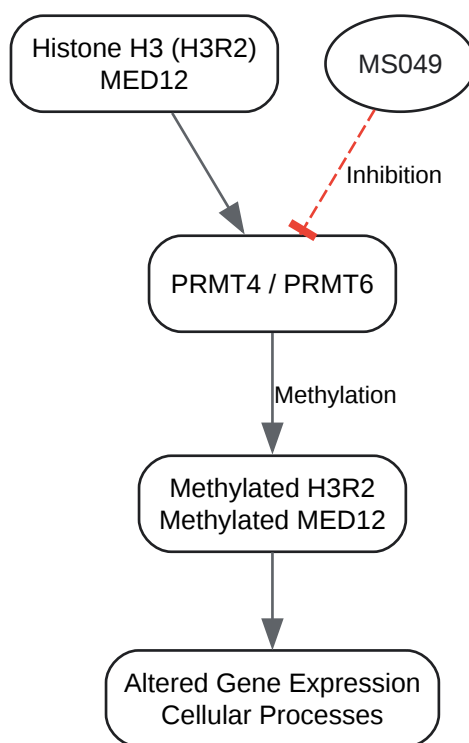 Histone H3 (H3R2)
MED12
MS049
Inhibition
PRMT4 / PRMT6
Methylation
Methylated H3R2
Methylated MED12
Altered Gene Expression
Cellular Processes